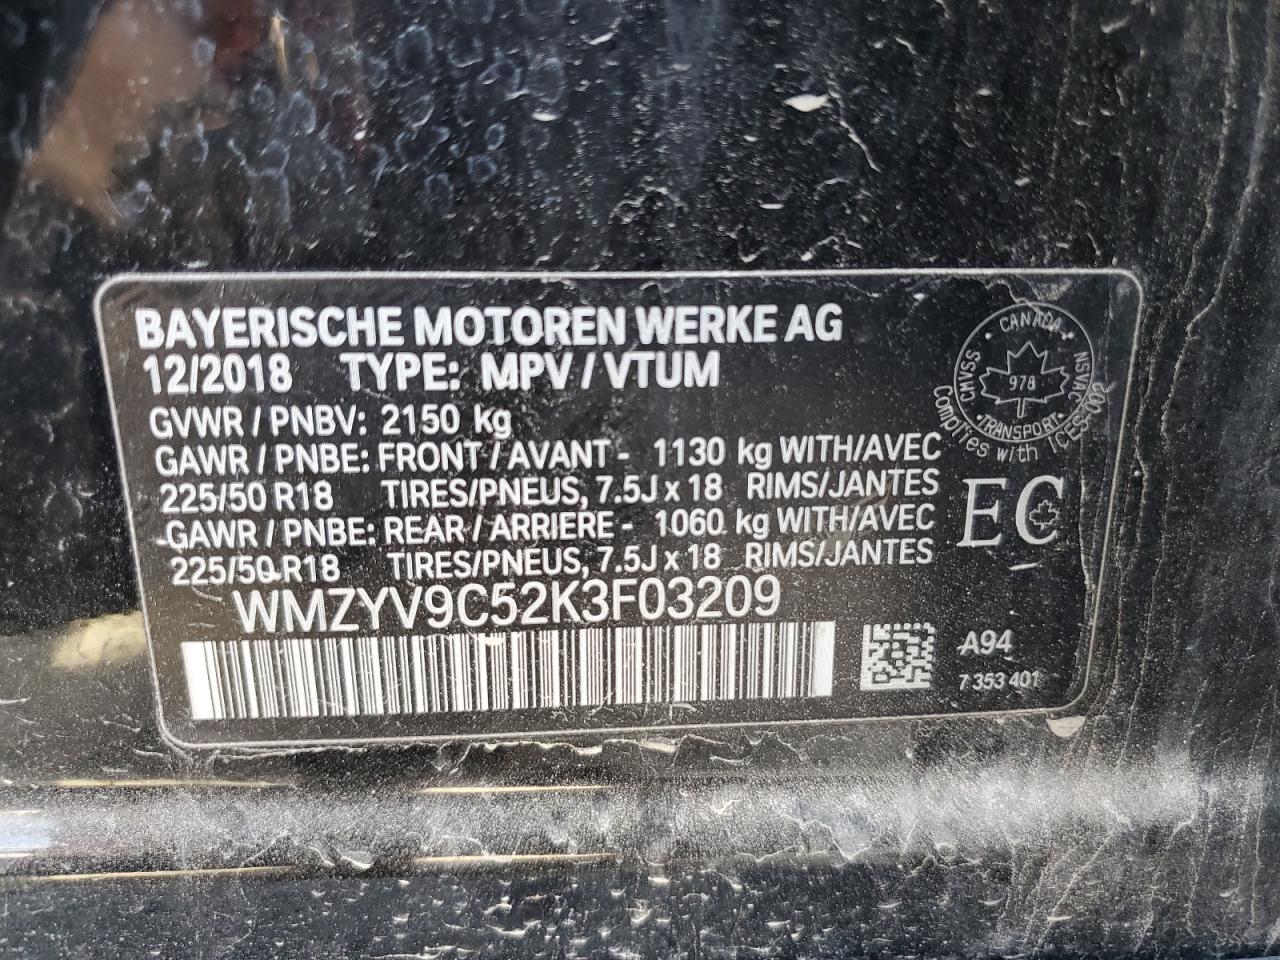 BAYERISCHE MOTOREN WERKE AG
12/2018 TYPE: MPV / VTUM
GVWR / PNBV: 2150 kg
GAWR / PNBE: FRONT / AVANT - 1130 kg WITH/AVEC
225/50 R18 TIRES/PNEUS, 7.5J x 18 RIMS/JANTES
GAWR / PNBE: REAR / ARRIERE - 1060 kg WITH/AVEC
225/50 R18 TIRES/PNEUS, 7.5J x 18 RIMS/JANTES
WMZYV9C52K3F03209
CANADA
CMVSS
978
NSVAC
TRANSPORT
Complies with ICES-002
EC
A94
7 353 401